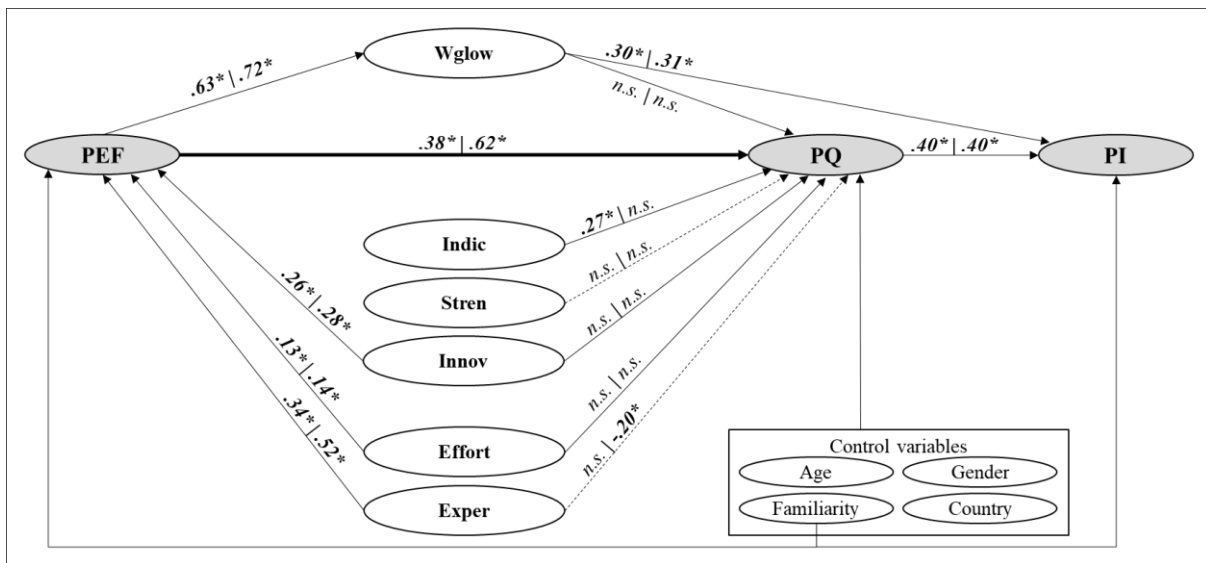 Wglow
.63*|.72*
.30*|.31*
n.s. | n.s.
PEF
.38*|.62*
PQ
.40*|.40*
PI
Indic
.27*| n.s.
Stren
n.s. | n.s.
.26*|.28*
Innov
n.s. | n.s.
.13*|.14*
Effort
n.s. | n.s.
.34*|.52*
Exper
n.s. | -.20*
Control variables
Age
Gender
Familiarity
Country